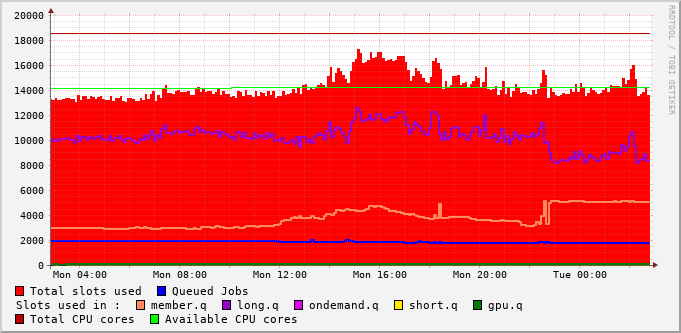 20000
18000
16000
14000
12000
10000
8000
6000
4000
2000
0
Mon 04:00 Mon 08:00 Mon 12:00 Mon 16:00 Mon 20:00 Tue 00:00
RRDTOOL / TOBI OETIKER
Total slots used Queued Jobs
Slots used in : member.q long.q ondemand.q short.q gpu.q
Total CPU cores Available CPU cores